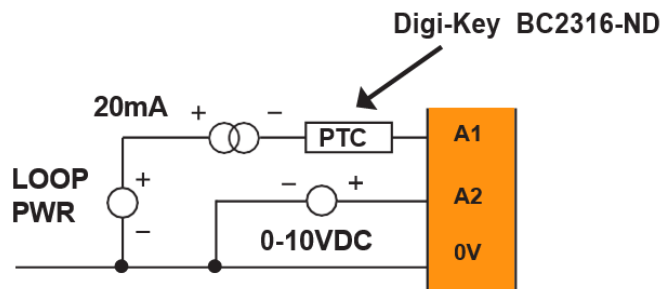 Digi-Key BC2316-ND
20mA
+ −
PTC
A1
LOOP
PWR
+
−
− +
A2
0-10VDC
0V